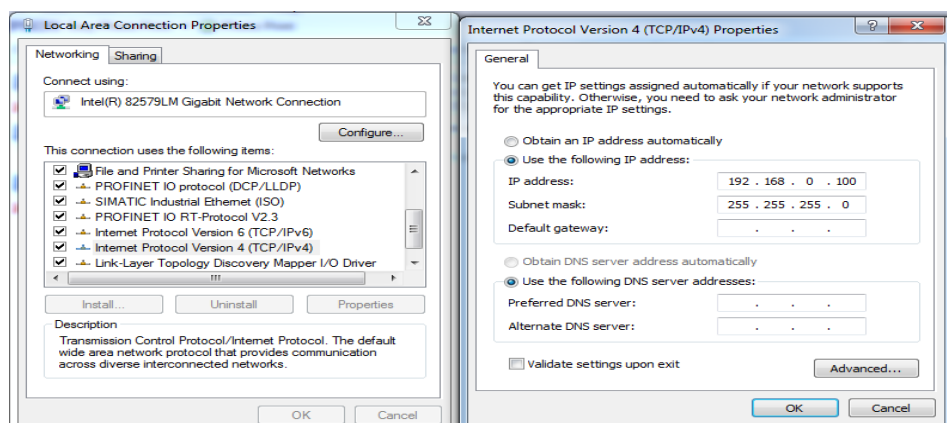 Local Area Connection Properties
Networking
Sharing
Connect using:
Intel(R) 82579LM Gigabit Network Connection
Configure...
This connection uses the following items:
File and Printer Sharing for Microsoft Networks
PROFINET IO protocol (DCP/LLDP)
SIMATIC Industrial Ethernet (ISO)
PROFINET IO RT-Protocol V2.3
Internet Protocol Version 6 (TCP/IPv6)
Internet Protocol Version 4 (TCP/IPv4)
Link-Layer Topology Discovery Mapper I/O Driver
Install...
Uninstall
Properties
Description
Transmission Control Protocol/Internet Protocol. The default
wide area network protocol that provides communication
across diverse interconnected networks.
OK
Cancel
Internet Protocol Version 4 (TCP/IPv4) Properties
General
You can get IP settings assigned automatically if your network supports
this capability. Otherwise, you need to ask your network administrator
for the appropriate IP settings.
Obtain an IP address automatically
Use the following IP address:
IP address:
192 . 168 . 0 . 100
Subnet mask:
255 . 255 . 255 . 0
Default gateway:
. . .
Obtain DNS server address automatically
Use the following DNS server addresses:
Preferred DNS server:
. . .
Alternate DNS server:
. . .
Validate settings upon exit
Advanced...
OK
Cancel